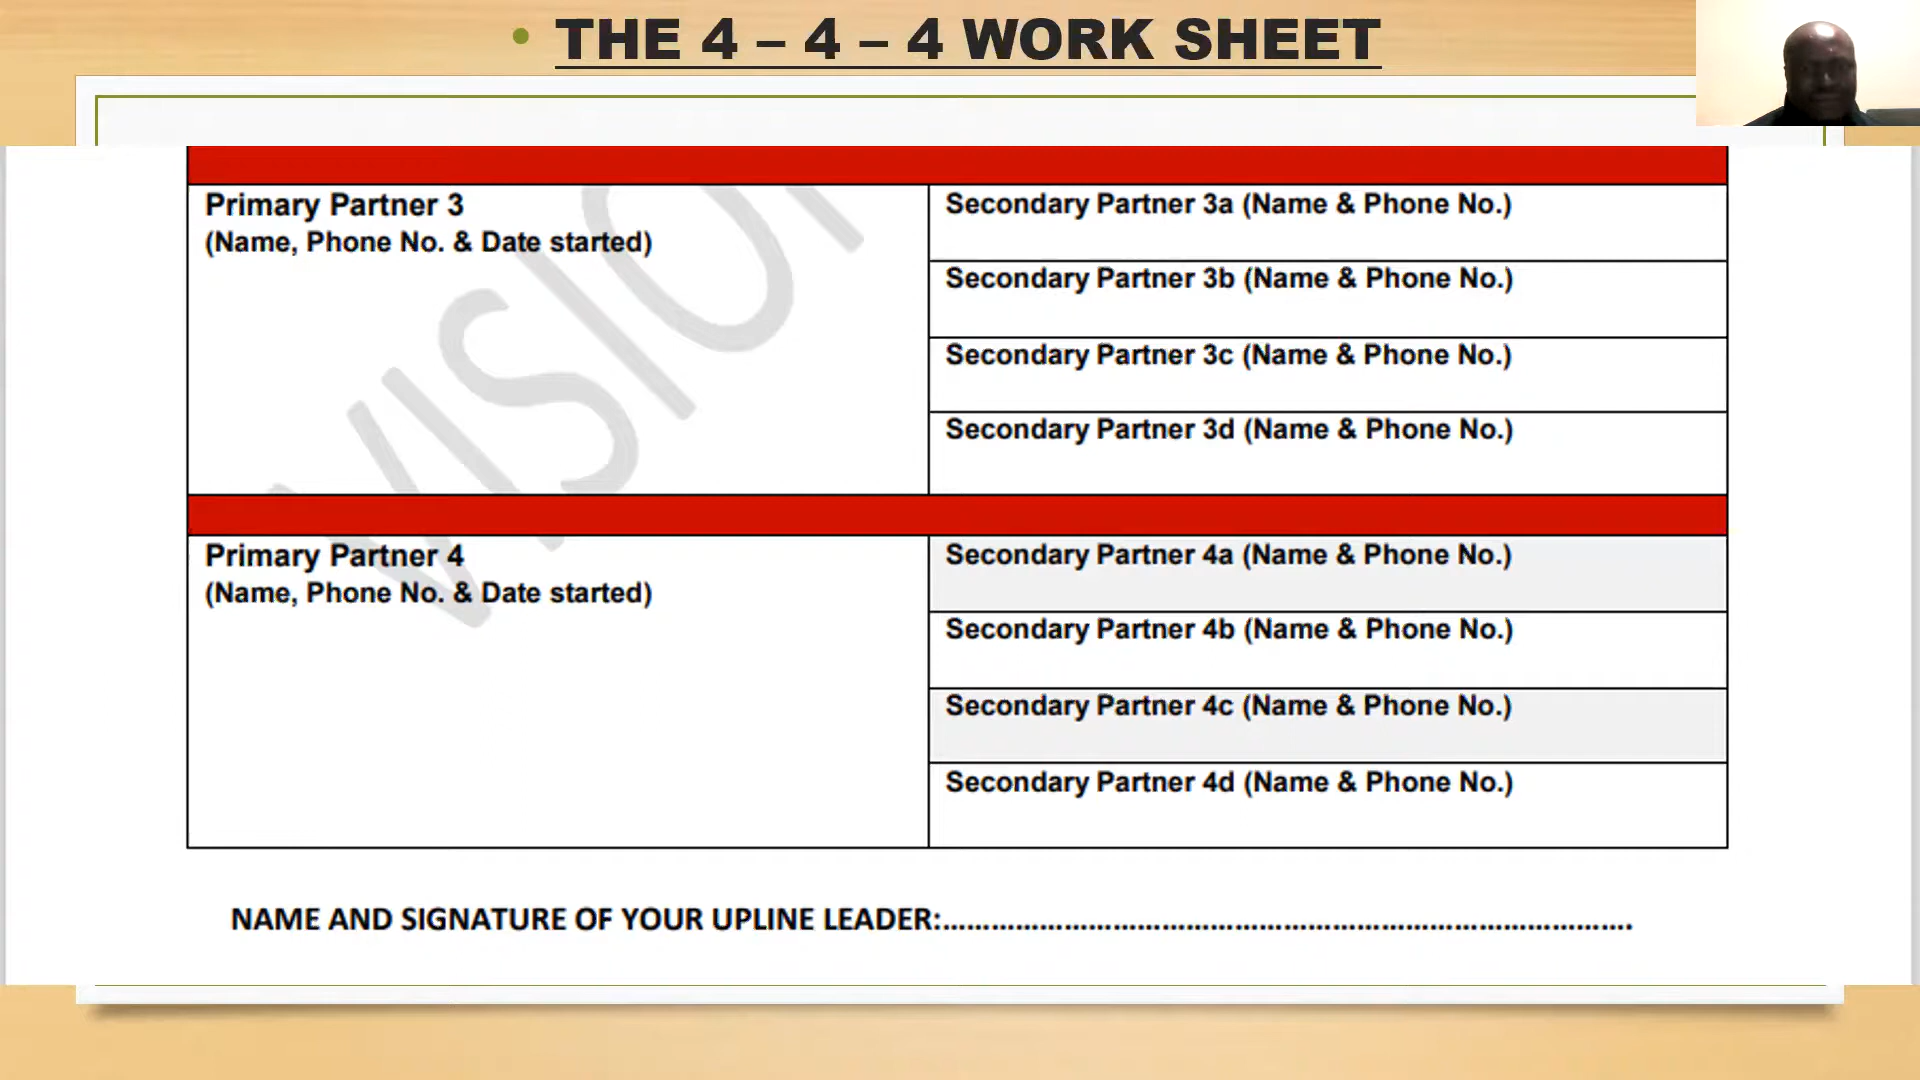 • THE 4 – 4 – 4 WORK SHEET
Primary Partner 3
(Name, Phone No. & Date started)
Secondary Partner 3a (Name & Phone No.)
Secondary Partner 3b (Name & Phone No.)
Secondary Partner 3c (Name & Phone No.)
Secondary Partner 3d (Name & Phone No.)
Primary Partner 4
(Name, Phone No. & Date started)
Secondary Partner 4a (Name & Phone No.)
Secondary Partner 4b (Name & Phone No.)
Secondary Partner 4c (Name & Phone No.)
Secondary Partner 4d (Name & Phone No.)
NAME AND SIGNATURE OF YOUR UPLINE LEADER:……………………………………………………………………………….